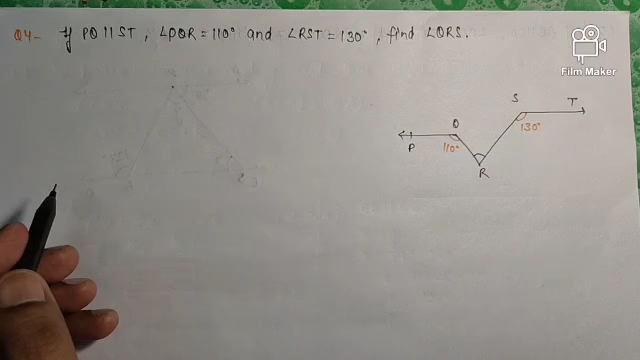 Q4- If PQ || ST, ∠PQR = 110° and ∠RST = 130°, find ∠QRS.
Film Maker
S T
Q
130°
P 110°
R